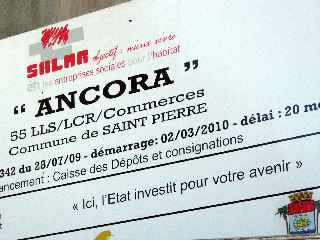 SHLMR objectif : mieux vivre
les entreprises sociales pour l'habitat
" ANCORA "
55 LLS/LCR/Commerces
Commune de SAINT PIERRE
342 du 28/07/09 - démarrage: 02/03/2010 - délai : 20 mo
ancement : Caisse des Dépôts et consignations
« Ici, l'Etat investit pour votre avenir »